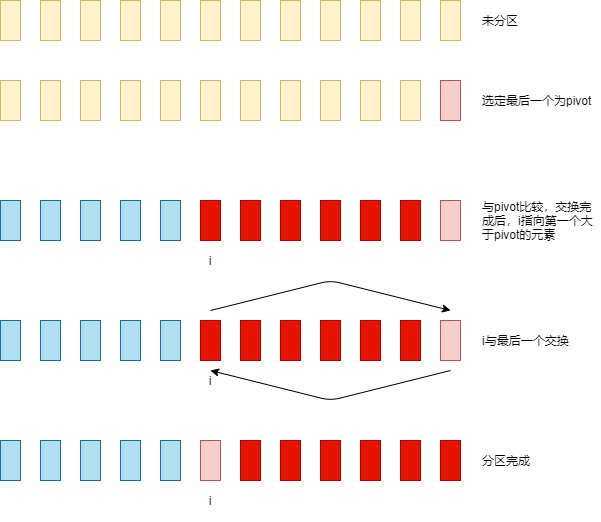 未分区
选定最后一个为pivot
与pivot比较，交换完
成后，i指向第一个大
于pivot的元素
i
i与最后一个交换
i
分区完成
i